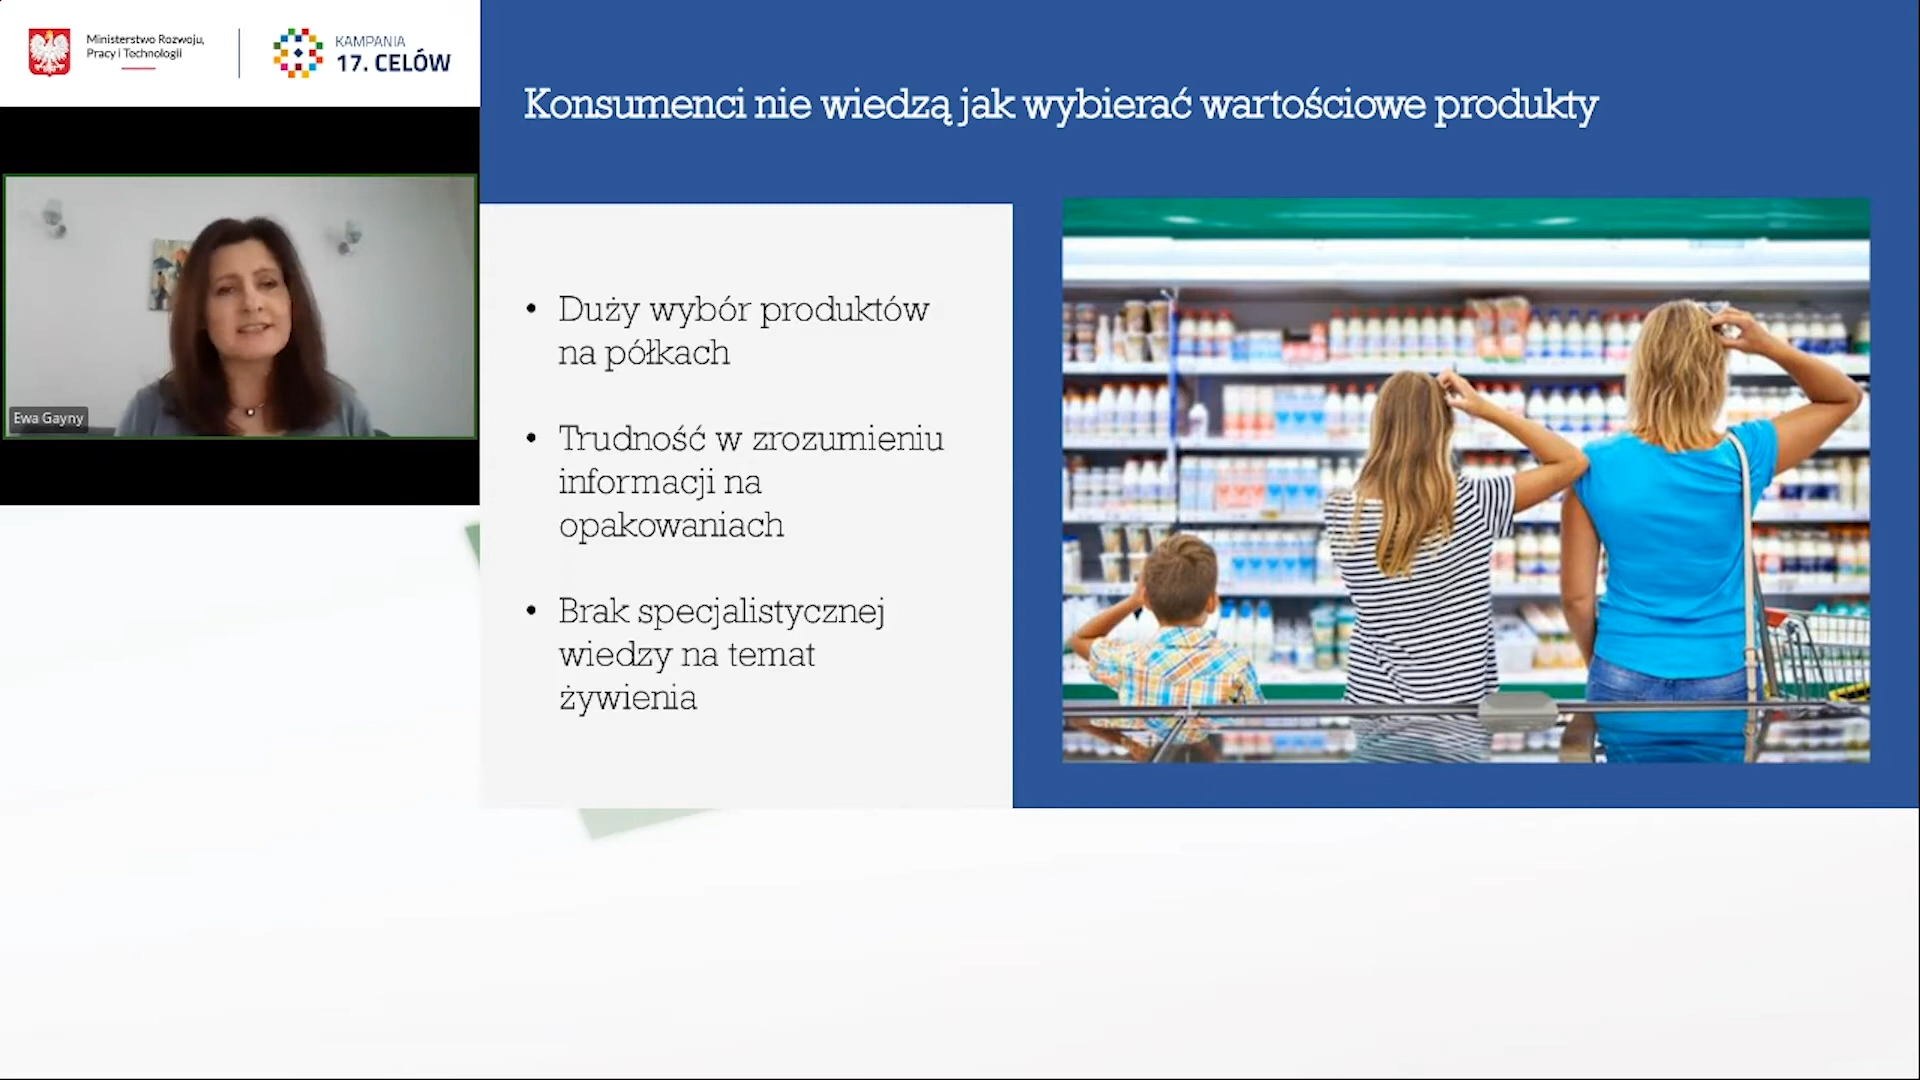 Ministerstwo Rozwoju,
Pracy i Technologii
KAMPANIA
17. CELÓW
Konsumenci nie wiedzą jak wybierać wartościowe produkty
Ewa Gayny
• Duży wybór produktów
na półkach
• Trudność w zrozumieniu
informacji na
opakowaniach
• Brak specjalistycznej
wiedzy na temat
żywienia